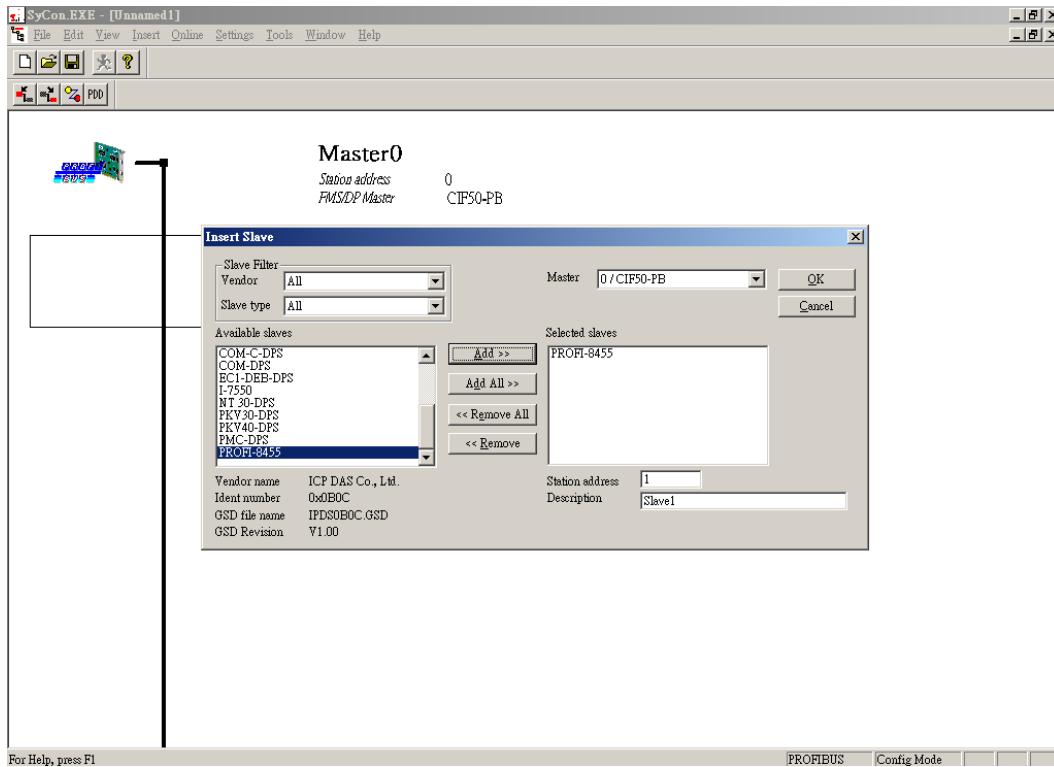 SyCon.EXE - [Unnamed1]
File Edit View Insert Online Settings Tools Window Help
PDD
PROFI
BUS
Master0
Station address 0
FMS/DP Master CIF50-PB
Insert Slave
Slave Filter
Vendor All
Slave type All
Master 0 / CIF50-PB
OK
Cancel
Available slaves
COM-C-DPS
COM-DPS
EC1-DEB-DPS
I-7550
NT 30-DPS
PKV30-DPS
PKV40-DPS
PMC-DPS
PROFI-8455
Add >>
Add All >>
<< Remove All
<< Remove
Selected slaves
PROFI-8455
Vendor name ICP DAS Co., Ltd.
Ident number 0x0B0C
GSD file name IPDS0B0C.GSD
GSD Revision V1.00
Station address 1
Description Slave1
For Help, press F1
PROFIBUS Config Mode